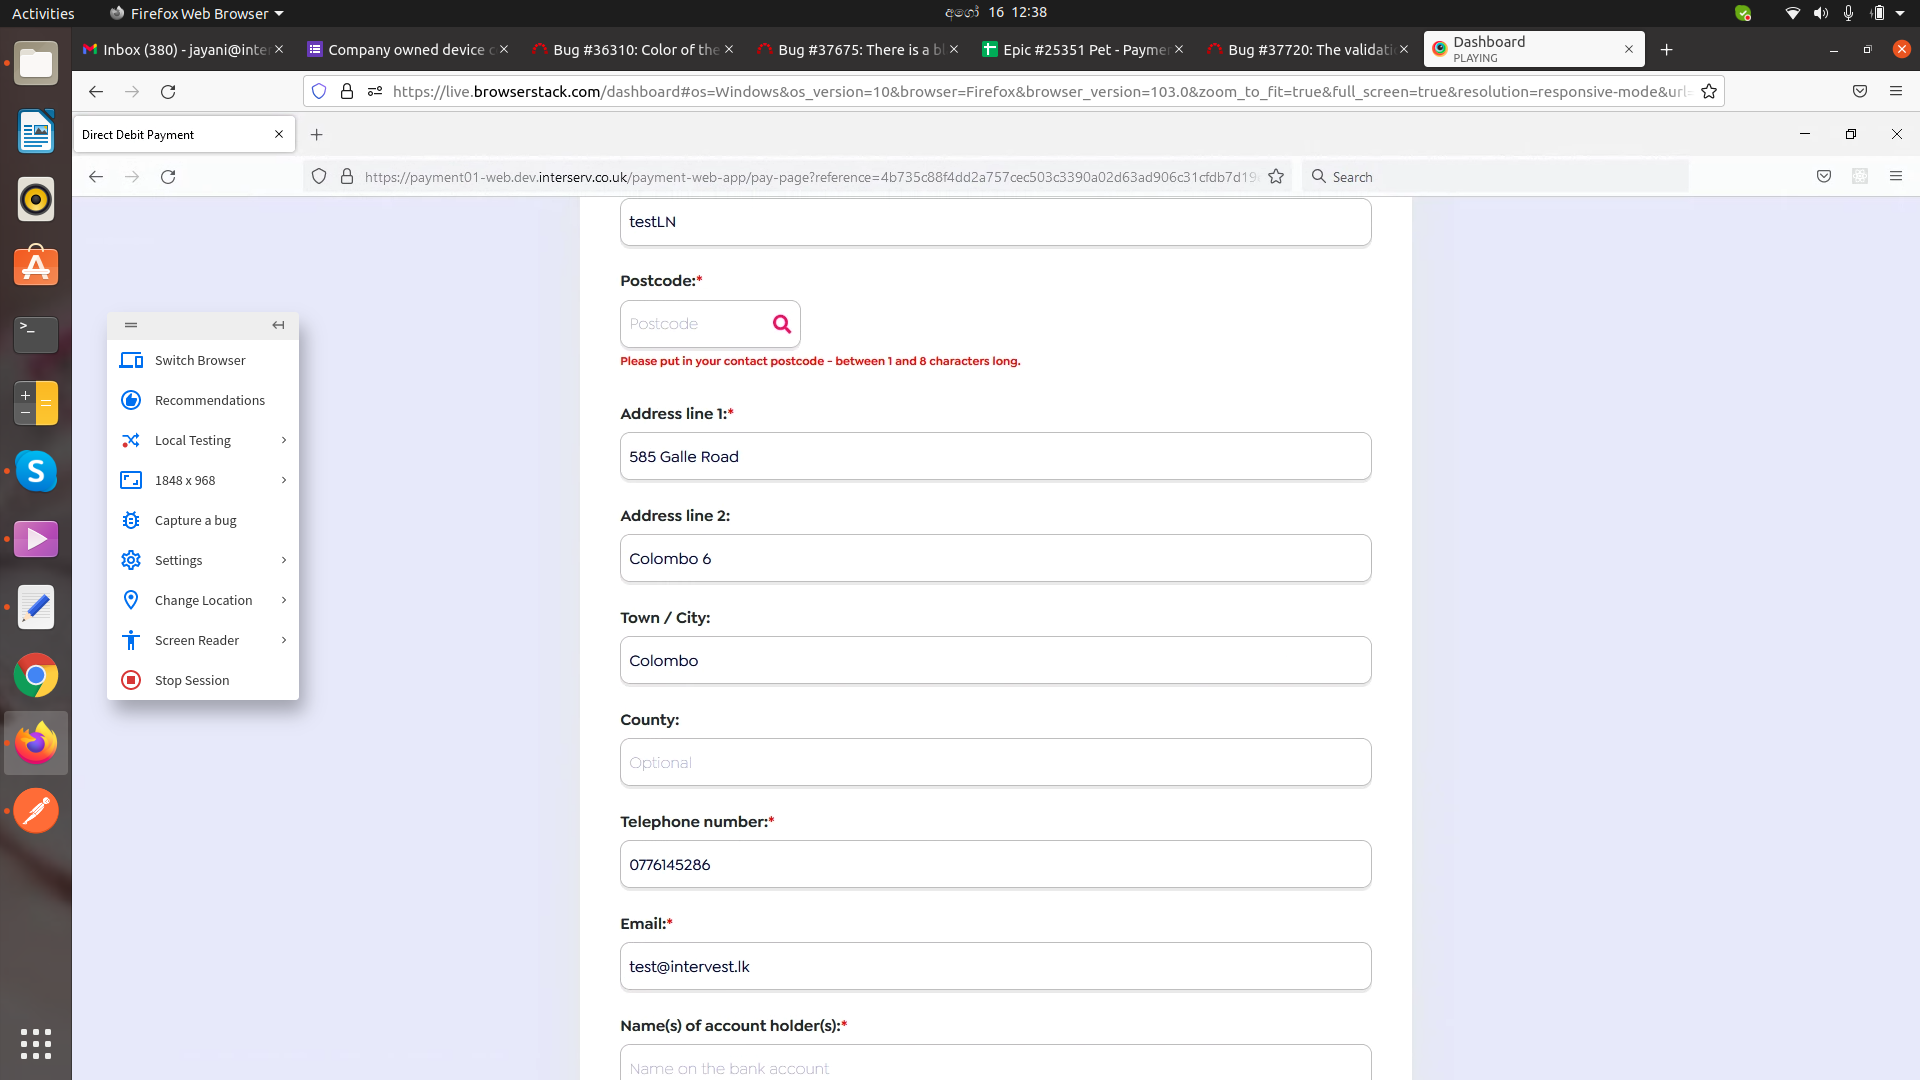 Activities
Firefox Web Browser
අගෝ 16 12:38
Inbox (380) - jayani@inter
Company owned device c
Bug #36310: Color of the
Bug #37675: There is a bl
Epic #25351 Pet - Paymen
Bug #37720: The validati
Dashboard
PLAYING
https://live.browserstack.com/dashboard#os=Windows&os_version=10&browser=Firefox&browser_version=103.0&zoom_to_fit=true&full_screen=true&resolution=responsive-mode&url=
Direct Debit Payment
https://payment01-web.dev.interserv.co.uk/payment-web-app/pay-page?reference=4b735c88f4dd2a757cec503c3390a02d63ad906c31cfdb7d19
Search
testLN
Postcode:*
Postcode
Please put in your contact postcode - between 1 and 8 characters long.
Switch Browser
Recommendations
Local Testing
1848 x 968
Capture a bug
Settings
Change Location
Screen Reader
Stop Session
Address line 1:*
585 Galle Road
Address line 2:
Colombo 6
Town / City:
Colombo
County:
Optional
Telephone number:*
0776145286
Email:*
test@intervest.lk
Name(s) of account holder(s):*
Name on the bank account